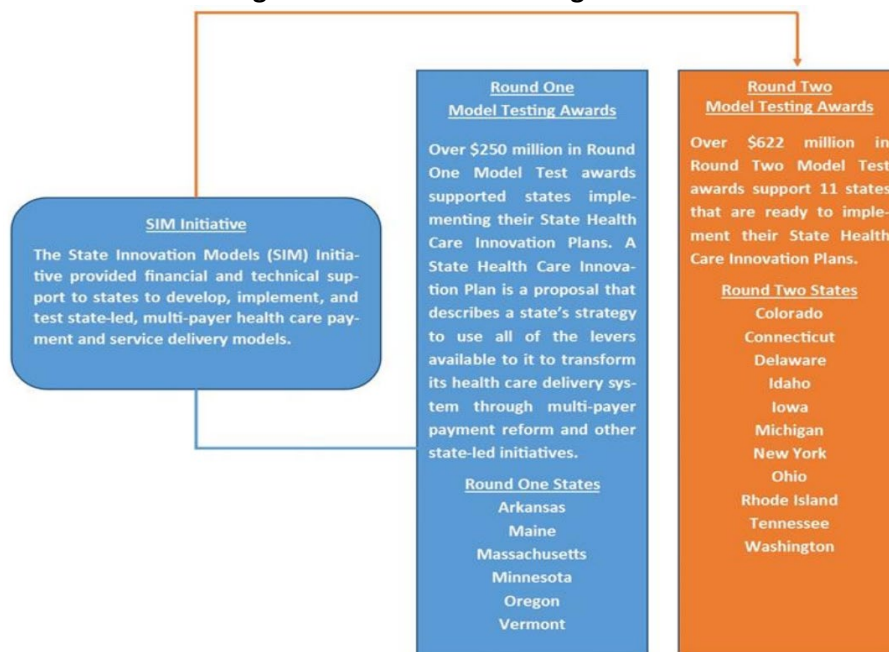 SIM Initiative
The State Innovation Models (SIM) Initia-
tive provided financial and technical sup-
port to states to develop, implement, and
test state-led, multi-payer health care pay-
ment and service delivery models.
Round One
Model Testing Awards
Over $250 million in Round
One Model Test awards
supported states imple-
menting their State Health
Care Innovation Plans. A
State Health Care Innova-
tion Plan is a proposal that
describes a state's strategy
to use all of the levers
available to it to transform
its health care delivery sys-
tem through multi-payer
payment reform and other
state-led initiatives.
Round One States
Arkansas
Maine
Massachusetts
Minnesota
Oregon
Vermont
Round Two
Model Testing Awards
Over $622 million in
Round Two Model Test
awards support 11 states
that are ready to imple-
ment their State Health
Care Innovation Plans.
Round Two States
Colorado
Connecticut
Delaware
Idaho
Iowa
Michigan
New York
Ohio
Rhode Island
Tennessee
Washington